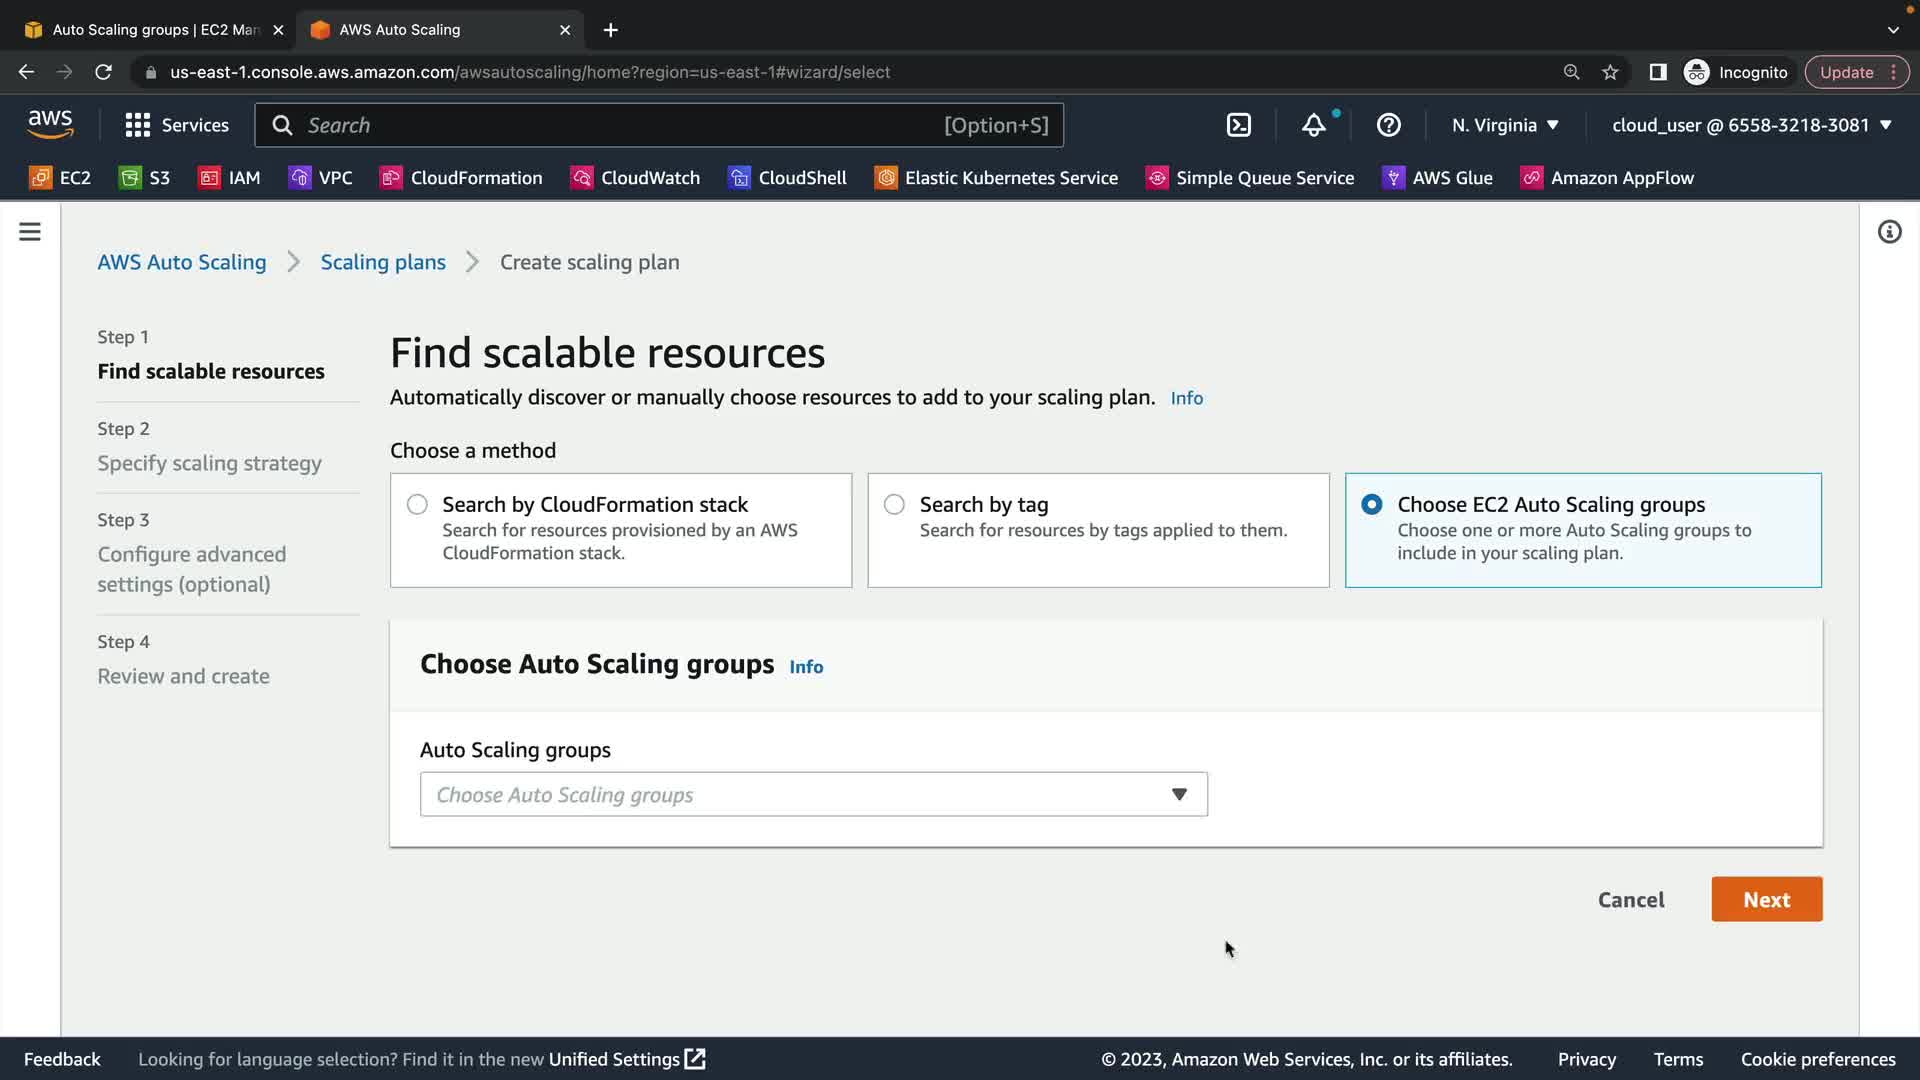 Auto Scaling groups | EC2 Man
AWS Auto Scaling
us-east-1.console.aws.amazon.com/awsautoscaling/home?region=us-east-1#wizard/select
Incognito
Update
aws
Services
Search
[Option+S]
N. Virginia
cloud_user @ 6558-3218-3081
EC2
S3
IAM
VPC
CloudFormation
CloudWatch
CloudShell
Elastic Kubernetes Service
Simple Queue Service
AWS Glue
Amazon AppFlow
AWS Auto Scaling
Scaling plans
Create scaling plan
Step 1
Find scalable resources
Step 2
Specify scaling strategy
Step 3
Configure advanced
settings (optional)
Step 4
Review and create
Find scalable resources
Automatically discover or manually choose resources to add to your scaling plan. Info
Choose a method
Search by CloudFormation stack
Search for resources provisioned by an AWS
CloudFormation stack.
Search by tag
Search for resources by tags applied to them.
Choose EC2 Auto Scaling groups
Choose one or more Auto Scaling groups to
include in your scaling plan.
Choose Auto Scaling groups Info
Auto Scaling groups
Choose Auto Scaling groups
Cancel
Next
Feedback
Looking for language selection? Find it in the new Unified Settings
© 2023, Amazon Web Services, Inc. or its affiliates.
Privacy
Terms
Cookie preferences